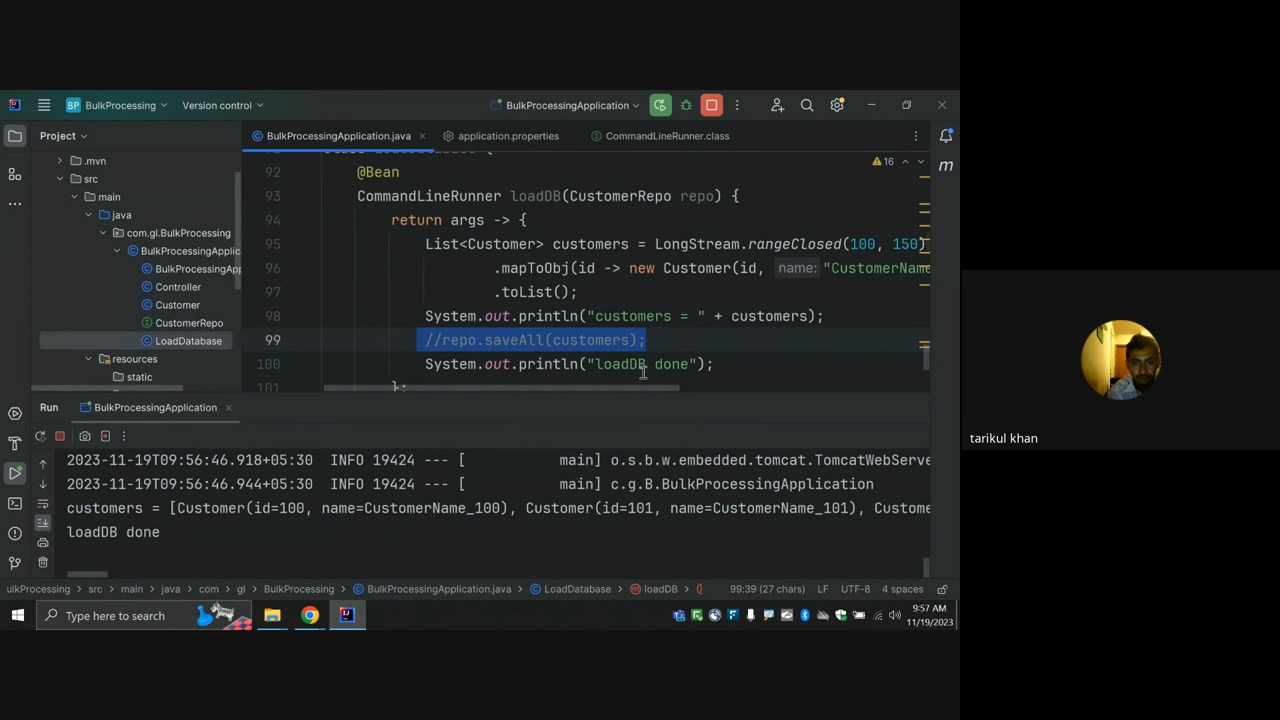 BP BulkProcessing Version control BulkProcessingApplication
Project BulkProcessingApplication.java application.properties CommandLineRunner.class
.mvn
src
main
java
com.gl.BulkProcessing
BulkProcessingApplic
BulkProcessingApp
Controller
Customer
CustomerRepo
LoadDatabase
resources
static
16
92 @Bean
93 CommandLineRunner loadDB(CustomerRepo repo) {
94 return args -> {
95 List<Customer> customers = LongStream.rangeClosed(100, 150)
96 .mapToObj(id -> new Customer(id, name: "CustomerName
97 .toList();
98 System.out.println("customers = " + customers);
99 //repo.saveAll(customers);
100 System.out.println("loadDB done");
101 };
m
Run BulkProcessingApplication
2023-11-19T09:56:46.918+05:30 INFO 19424 --- [ main] o.s.b.w.embedded.tomcat.TomcatWebServe
2023-11-19T09:56:46.944+05:30 INFO 19424 --- [ main] c.g.B.BulkProcessingApplication
customers = [Customer(id=100, name=CustomerName_100), Customer(id=101, name=CustomerName_101), Custome
loadDB done
ulkProcessing > src > main > java > com > gl > BulkProcessing > BulkProcessingApplication.java > LoadDatabase > loadDB 99:39 (27 chars) LF UTF-8 4 spaces
Type here to search
9:57 AM
11/19/2023
tarikul khan